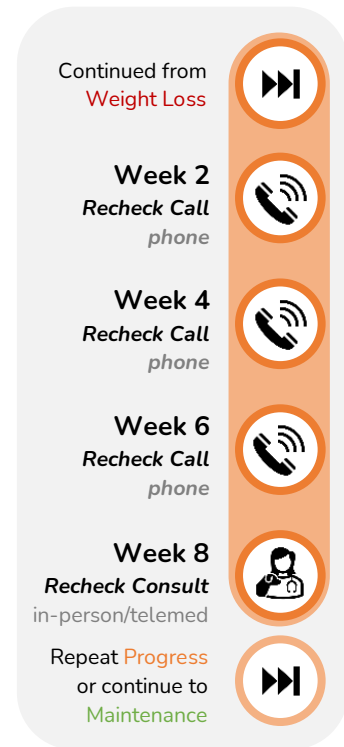 Continued from
Weight Loss
Week 2
Recheck Call
phone
Week 4
Recheck Call
phone
Week 6
Recheck Call
phone
Week 8
Recheck Consult
in-person/telemed
Repeat Progress
or continue to
Maintenance